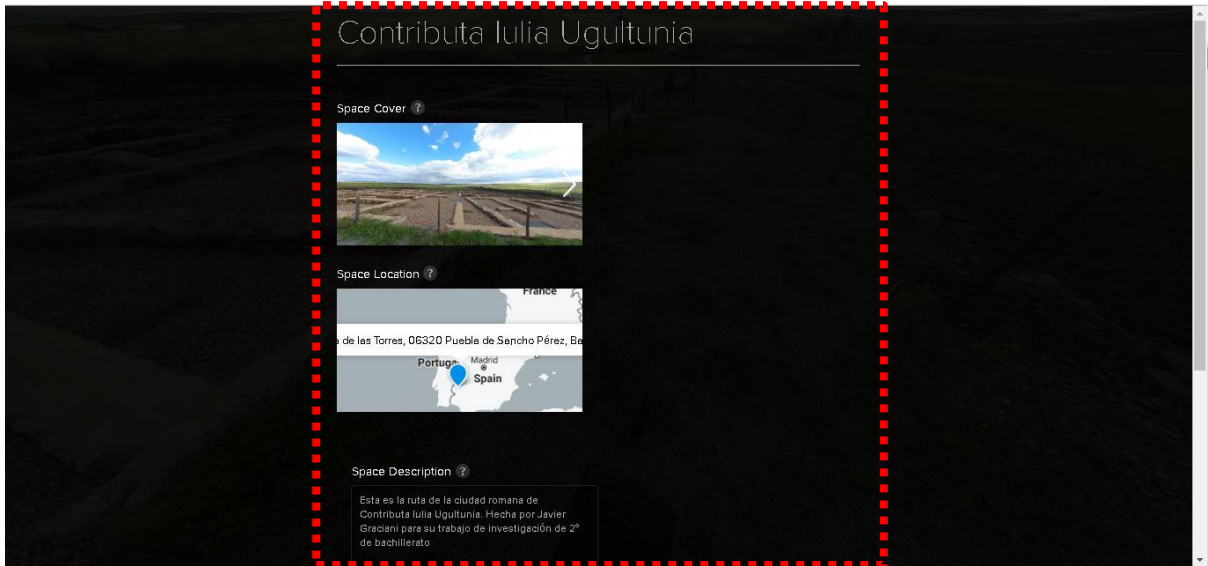 Contributa Iulia Ugultunia
Space Cover ?
Space Location ?
France
de las Torres, 06320 Puebla de Sancho Pérez, Ba
Madrid
Spain
Space Description ?
Esta es la ruta de la ciudad romana de
Contributa Iulia Ugultunia. Hecha por Javier
Graciani para su trabajo de investigación de 2°
de bachillerato